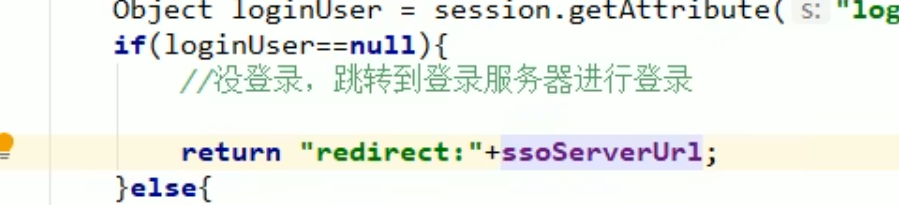 Object loginUser = session.getAttribute( s: "log
if(loginUser==null){
//没登录，跳转到登录服务器进行登录
return "redirect:"+ssoServerUrl;
}else{